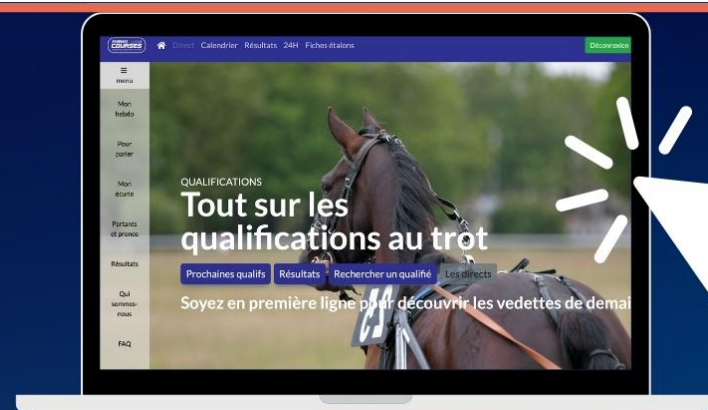 COURSES
Direct Calendrier Résultats 24H Fiches étalons
Déconnexion
menu
Mon
hebdo
Pour
parier
Mon
écurie
Partants
et pronos
Résultats
Qui
sommes-
nous
FAQ
QUALIFICATIONS
Tout sur les
qualifications au trot
Prochaines qualifs Résultats Rechercher un qualifié Les directs
Soyez en première ligne pour découvrir les vedettes de demai